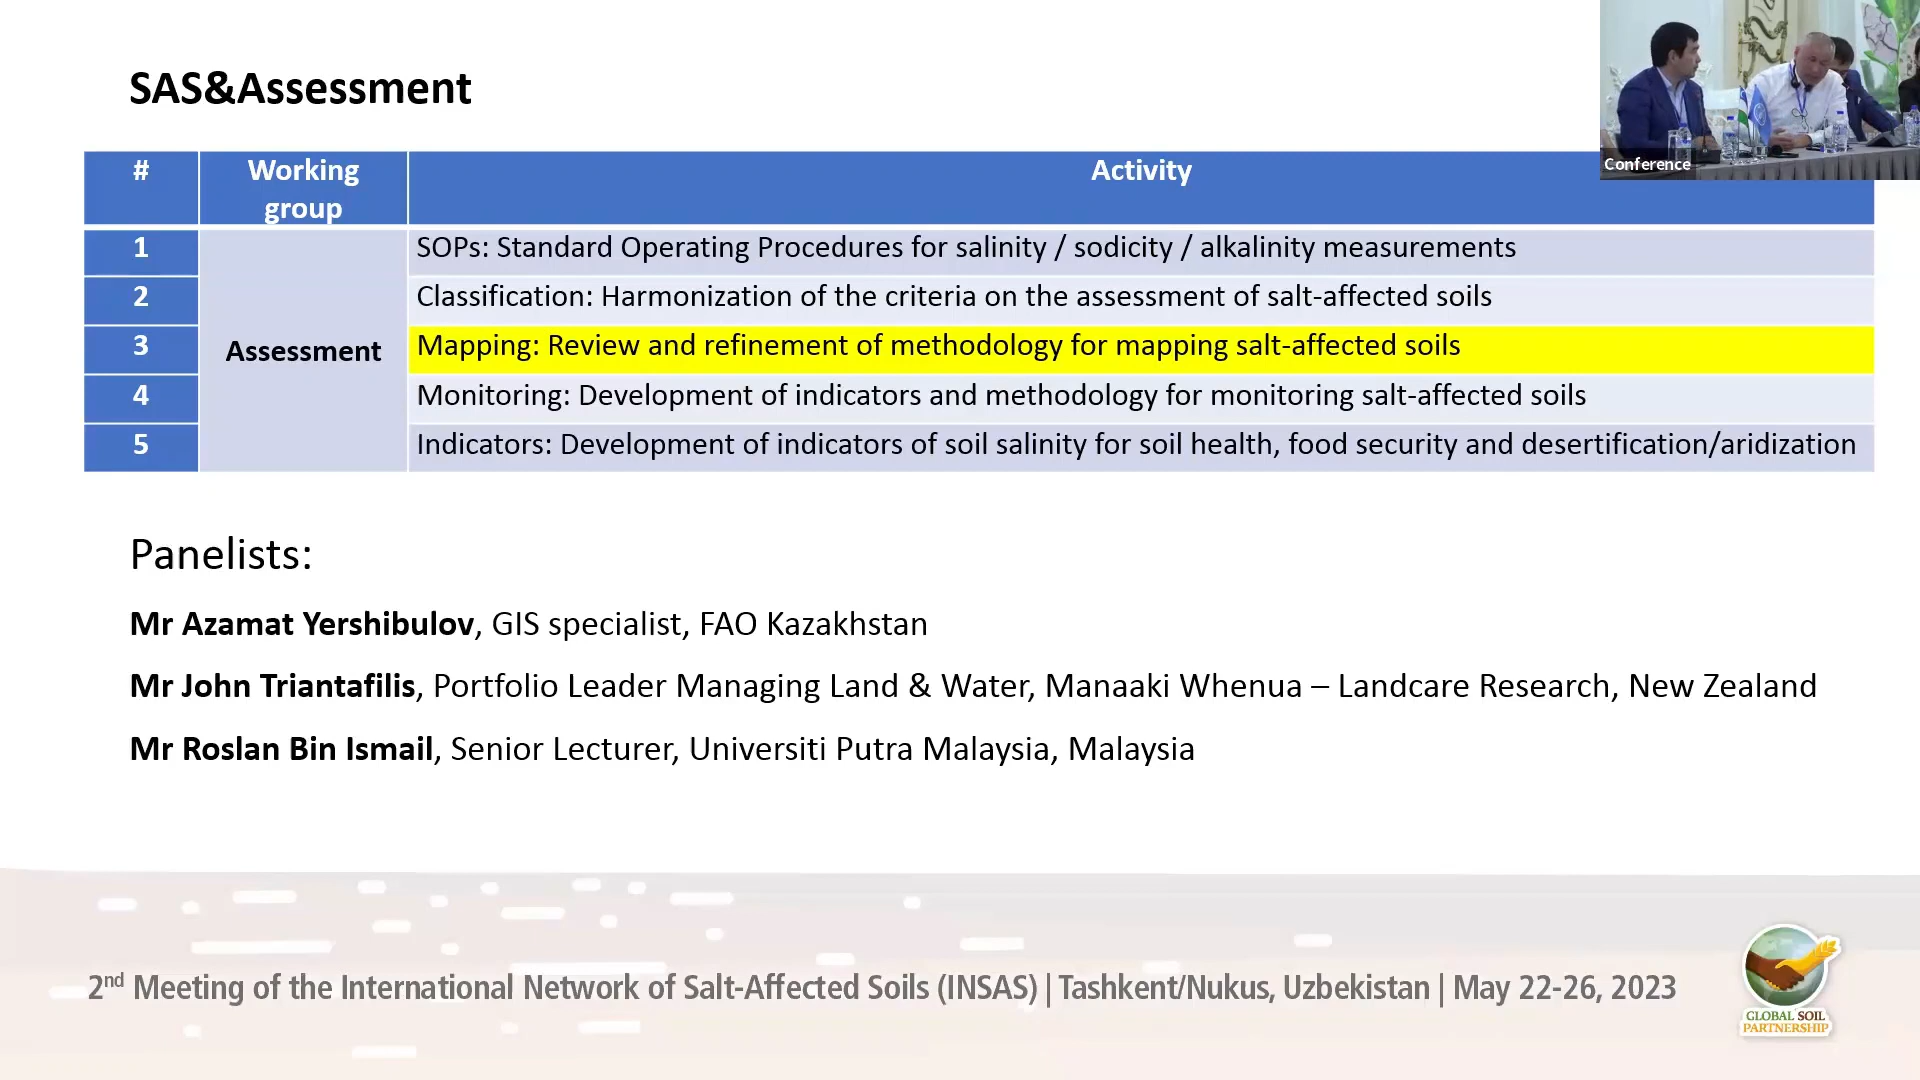 SAS&Assessment
Conference
# Working group Activity
1 SOPs: Standard Operating Procedures for salinity / sodicity / alkalinity measurements
2 Classification: Harmonization of the criteria on the assessment of salt-affected soils
Assessment
3 Mapping: Review and refinement of methodology for mapping salt-affected soils
4 Monitoring: Development of indicators and methodology for monitoring salt-affected soils
5 Indicators: Development of indicators of soil salinity for soil health, food security and desertification/aridization
Panelists:
Mr Azamat Yershibulov, GIS specialist, FAO Kazakhstan
Mr John Triantafilis, Portfolio Leader Managing Land & Water, Manaaki Whenua – Landcare Research, New Zealand
Mr Roslan Bin Ismail, Senior Lecturer, Universiti Putra Malaysia, Malaysia
2nd Meeting of the International Network of Salt-Affected Soils (INSAS) | Tashkent/Nukus, Uzbekistan | May 22-26, 2023
GLOBAL SOIL
PARTNERSHIP